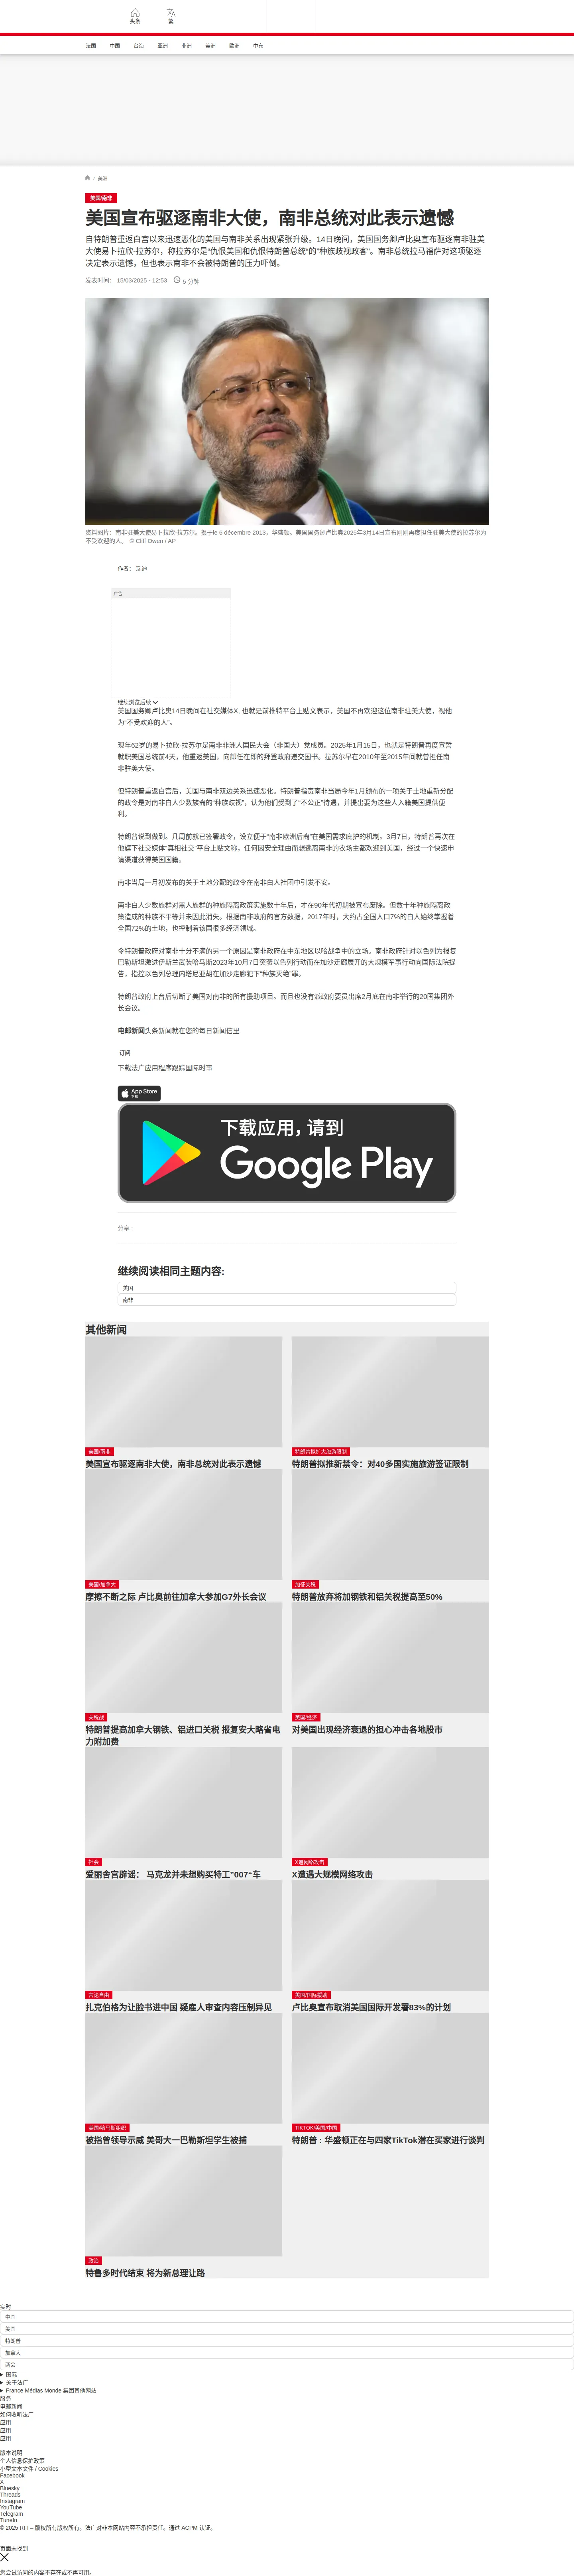 头条
繁
法国
中国
台海
亚洲
非洲
美洲
欧洲
中东
/ 美洲
美国/南非
美国宣布驱逐南非大使，南非总统对此表示遗憾
自特朗普重返白宫以来迅速恶化的美国与南非关系出现紧张升级。14日晚间，美国国务卿卢比奥宣布驱逐南非驻美
大使易卜拉欣-拉苏尔，称拉苏尔是“仇恨美国和仇恨特朗普总统“的”种族歧视政客“。南非总统拉马福萨对这项驱逐
决定表示遗憾，但也表示南非不会被特朗普的压力吓倒。
发表时间： 15/03/2025 - 12:53
5 分钟
资料图片：南非驻美大使易卜拉欣-拉苏尔。摄于le 6 décembre 2013，华盛顿。美国国务卿卢比奥2025年3月14日宣布刚刚再度担任驻美大使的拉苏尔为
不受欢迎的人。 © Cliff Owen / AP
作者： 瑞迪
广告
继续浏览后续
美国国务卿卢比奥14日晚间在社交媒体X, 也就是前推特平台上贴文表示，美国不再欢迎这位南非驻美大使，视他
为“不受欢迎的人”。
现年62岁的易卜拉欣-拉苏尔是南非非洲人国民大会（非国大）党成员。2025年1月15日，也就是特朗普再度宣誓
就职美国总统前4天，他重返美国，向卸任在即的拜登政府递交国书。拉苏尔早在2010年至2015年间就曾担任南
非驻美大使。
但特朗普重返白宫后，美国与南非双边关系迅速恶化。特朗普指责南非当局今年1月颁布的一项关于土地重新分配
的政令是对南非白人少数族裔的“种族歧视”，认为他们受到了“不公正”待遇，并提出要为这些人入籍美国提供便
利。
特朗普说到做到。几周前就已签署政令，设立便于“南非欧洲后裔”在美国需求庇护的机制。3月7日，特朗普再次在
他旗下社交媒体“真相社交”平台上贴文称，任何因安全理由而想逃离南非的农场主都欢迎到美国，经过一个快速申
请渠道获得美国国籍。
南非当局一月初发布的关于土地分配的政令在南非白人社团中引发不安。
南非白人少数族群对黑人族群的种族隔离政策实施数十年后，才在90年代初期被宣布废除。但数十年种族隔离政
策造成的种族不平等并未因此消失。根据南非政府的官方数据，2017年时，大约占全国人口7%的白人始终掌握着
全国72%的土地，也控制着该国很多经济领域。
令特朗普政府对南非十分不满的另一个原因是南非政府在中东地区以哈战争中的立场。南非政府针对以色列为报复
巴勒斯坦激进伊斯兰武装哈马斯2023年10月7日突袭以色列行动而在加沙走廊展开的大规模军事行动向国际法院提
告，指控以色列总理内塔尼亚胡在加沙走廊犯下“种族灭绝”罪。
特朗普政府上台后切断了美国对南非的所有援助项目。而且也没有派政府要员出席2月底在南非举行的20国集团外
长会议。
电邮新闻头条新闻就在您的每日新闻信里
订阅
下载法广应用程序跟踪国际时事
App Store
下载
下载应用，请到
Google Play
分享 :
继续阅读相同主题内容:
美国
南非
其他新闻
美国/南非
美国宣布驱逐南非大使，南非总统对此表示遗憾
特朗普拟扩大旅游限制
特朗普拟推新禁令：对40多国实施旅游签证限制
美国/加拿大
摩擦不断之际 卢比奥前往加拿大参加G7外长会议
加征关税
特朗普放弃将加钢铁和铝关税提高至50%
关税战
特朗普提高加拿大钢铁、铝进口关税 报复安大略省电
力附加费
美国/经济
对美国出现经济衰退的担心冲击各地股市
社会
爱丽舍宫辟谣： 马克龙并未想购买特工“007“车
X遭网络攻击
X遭遇大规模网络攻击
言论自由
扎克伯格为让脸书进中国 疑雇人审查内容压制异见
美国/国际援助
卢比奥宣布取消美国国际开发署83%的计划
美国/哈马斯组织
被指曾领导示威 美哥大一巴勒斯坦学生被捕
TIKTOK/美国/中国
特朗普 : 华盛顿正在与四家TikTok潜在买家进行谈判
政治
特鲁多时代结束 将为新总理让路
实时
中国
美国
特朗普
加拿大
两会
国际
关于法广
France Médias Monde 集团其他网站
服务
电邮新闻
如何收听法广
应用
应用
应用
版本说明
个人信息保护政策
小型文本文件 / Cookies
Facebook
X
Bluesky
Threads
Instagram
YouTube
Telegram
TuneIn
© 2025 RFI – 版权所有版权所有。法广对非本网站内容不承担责任。通过 ACPM 认证。
页面未找到
您尝试访问的内容不存在或不再可用。